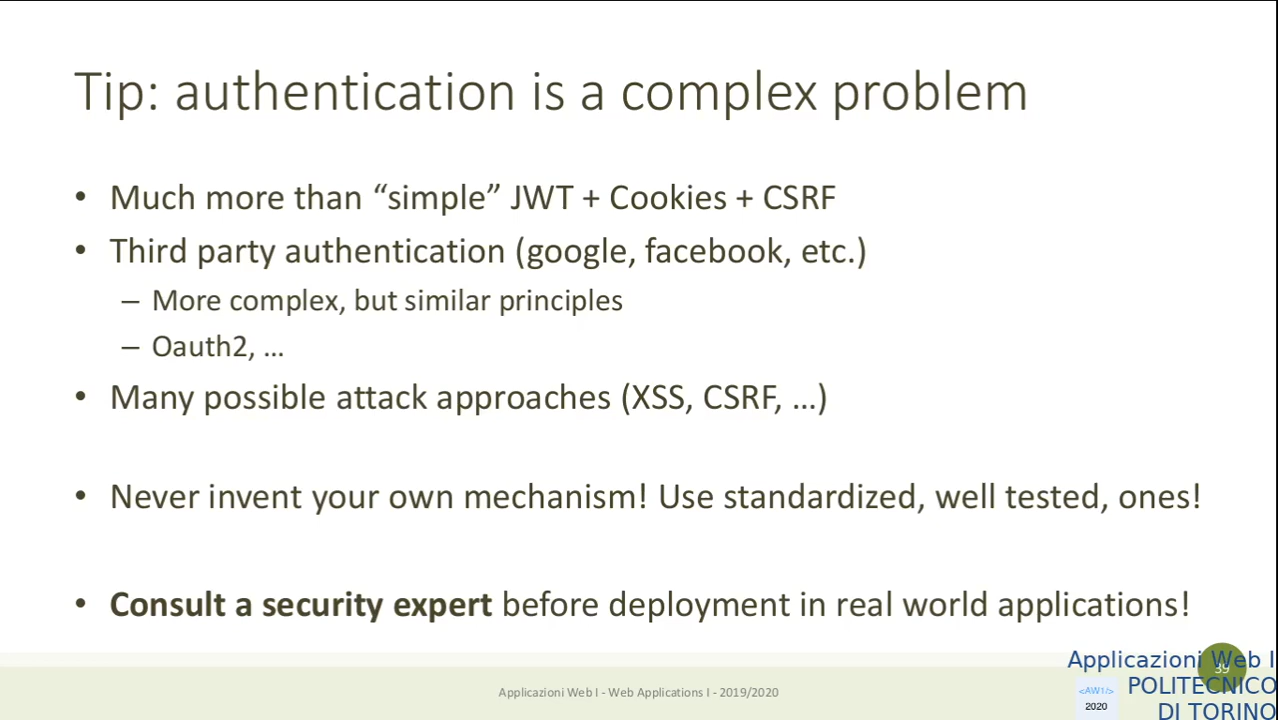 Tip: authentication is a complex problem
• Much more than “simple” JWT + Cookies + CSRF
• Third party authentication (google, facebook, etc.)
– More complex, but similar principles
– Oauth2, …
• Many possible attack approaches (XSS, CSRF, …)
• Never invent your own mechanism! Use standardized, well tested, ones!
• Consult a security expert before deployment in real world applications!
Applicazioni Web I - Web Applications I - 2019/2020
39
Applicazioni Web I
POLITECNICO
DI TORINO
<AW1/>
2020